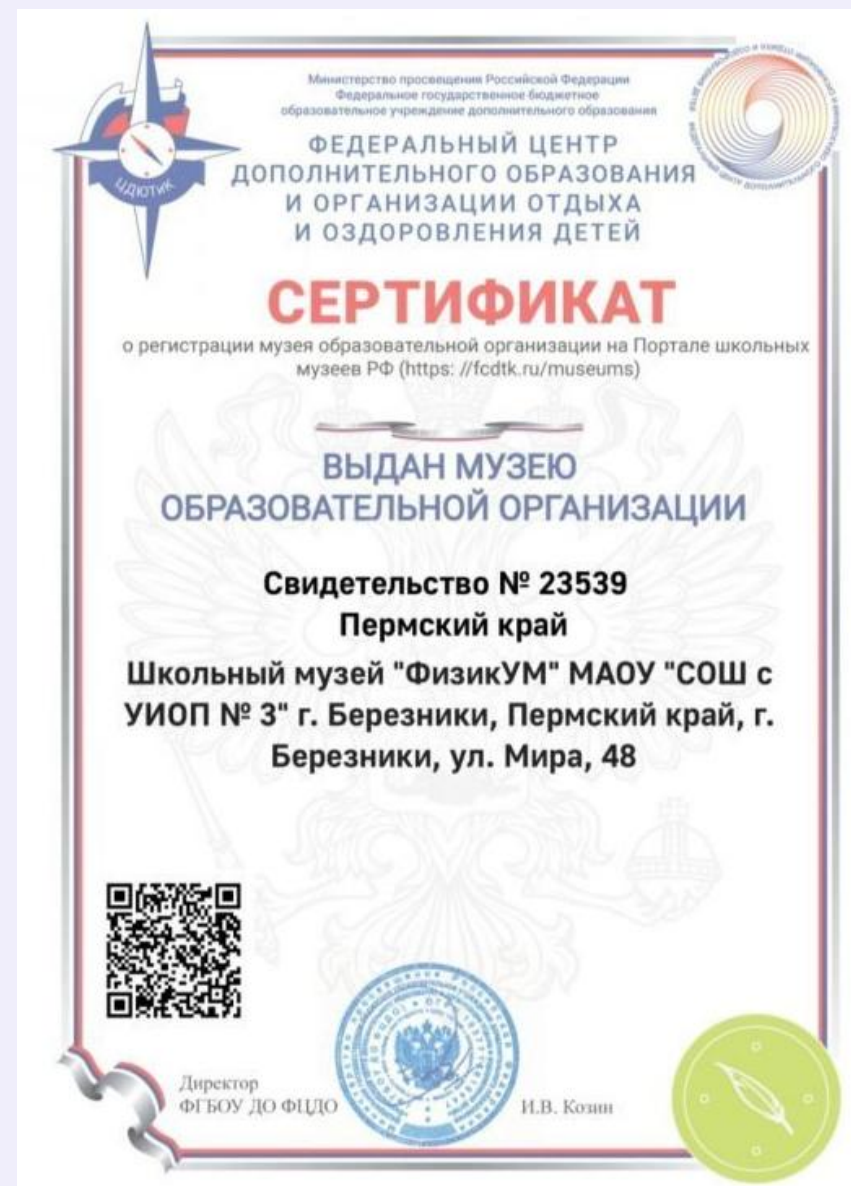 Министерство просвещения Российской Федерации
Федеральное государственное бюджетное
образовательное учреждение дополнительного образования
ФЕДЕРАЛЬНЫЙ ЦЕНТР
ДОПОЛНИТЕЛЬНОГО ОБРАЗОВАНИЯ
И ОРГАНИЗАЦИИ ОТДЫХА
И ОЗДОРОВЛЕНИЯ ДЕТЕЙ
ЦДЮТиК
СЕРТИФИКАТ
о регистрации музея образовательной организации на Портале школьных
музеев РФ (https: //fcdtk.ru/museums)
ВЫДАН МУЗЕЮ
ОБРАЗОВАТЕЛЬНОЙ ОРГАНИЗАЦИИ
Свидетельство № 23539
Пермский край
Школьный музей "ФизикУМ" МАОУ "СОШ с
УИОП № 3" г. Березники, Пермский край, г.
Березники, ул. Мира, 48
Директор
ФГБОУ ДО ФЦДО
И.В. Козин